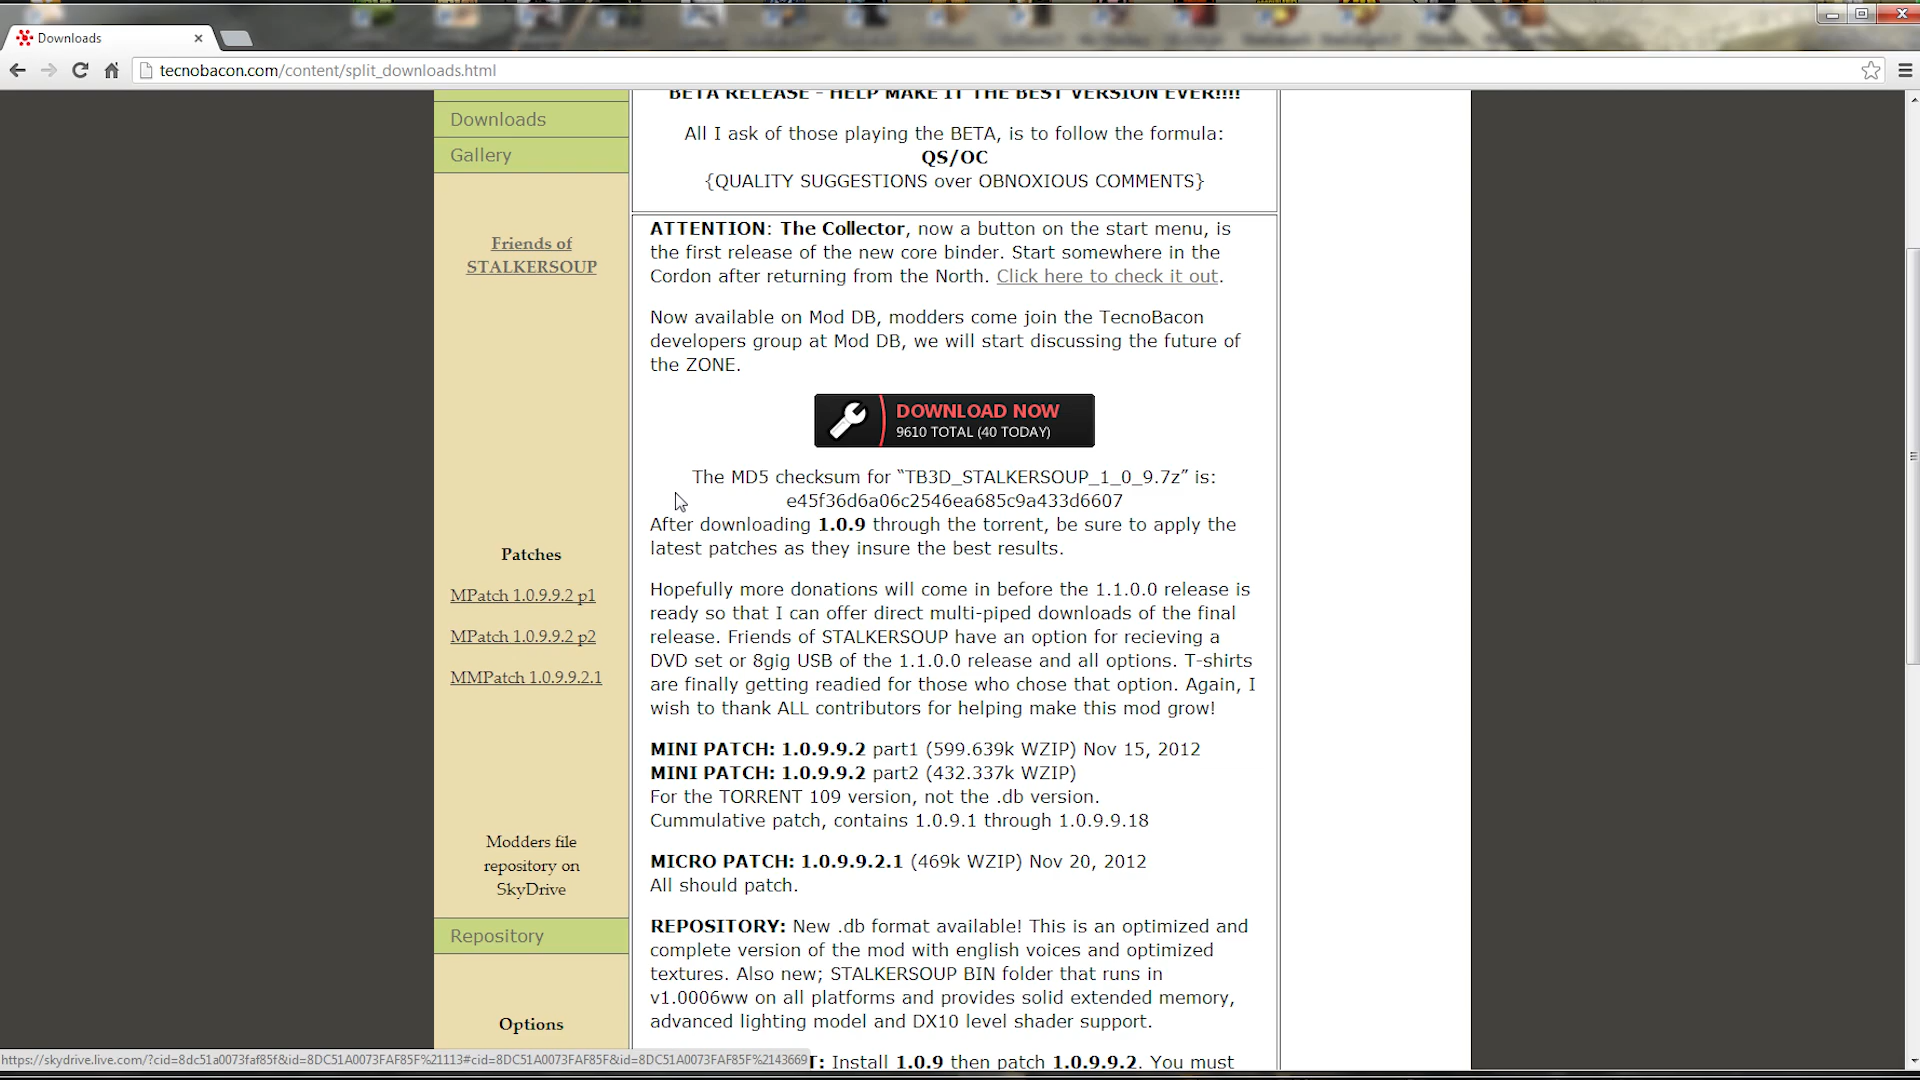 Downloads
tecnobacon.com/content/split_downloads.html
Downloads
Gallery
Friends of
STALKERSOUP
Patches
MPatch 1.0.9.9.2 p1
MPatch 1.0.9.9.2 p2
MMPatch 1.0.9.9.2.1
Modders file
repository on
SkyDrive
Repository
Options
BETA RELEASE - HELP MAKE IT THE BEST VERSION EVER!!!!
All I ask of those playing the BETA, is to follow the formula:
QS/OC
{QUALITY SUGGESTIONS over OBNOXIOUS COMMENTS}
ATTENTION: The Collector, now a button on the start menu, is
the first release of the new core binder. Start somewhere in the
Cordon after returning from the North. Click here to check it out.
Now available on Mod DB, modders come join the TecnoBacon
developers group at Mod DB, we will start discussing the future of
the ZONE.
DOWNLOAD NOW
9610 TOTAL (40 TODAY)
The MD5 checksum for “TB3D_STALKERSOUP_1_0_9.7z” is:
e45f36d6a06c2546ea685c9a433d6607
After downloading 1.0.9 through the torrent, be sure to apply the
latest patches as they insure the best results.
Hopefully more donations will come in before the 1.1.0.0 release is
ready so that I can offer direct multi-piped downloads of the final
release. Friends of STALKERSOUP have an option for recieving a
DVD set or 8gig USB of the 1.1.0.0 release and all options. T-shirts
are finally getting readied for those who chose that option. Again, I
wish to thank ALL contributors for helping make this mod grow!
MINI PATCH: 1.0.9.9.2 part1 (599.639k WZIP) Nov 15, 2012
MINI PATCH: 1.0.9.9.2 part2 (432.337k WZIP)
For the TORRENT 109 version, not the .db version.
Cummulative patch, contains 1.0.9.1 through 1.0.9.9.18
MICRO PATCH: 1.0.9.9.2.1 (469k WZIP) Nov 20, 2012
All should patch.
REPOSITORY: New .db format available! This is an optimized and
complete version of the mod with english voices and optimized
textures. Also new; STALKERSOUP BIN folder that runs in
v1.0006ww on all platforms and provides solid extended memory,
advanced lighting model and DX10 level shader support.
T: Install 1.0.9 then patch 1.0.9.9.2. You must
https://skydrive.live.com/?cid=8dc51a0073faf85f&id=8DC51A0073FAF85F%21113#cid=8DC51A0073FAF85F&id=8DC51A0073FAF85F%2143669